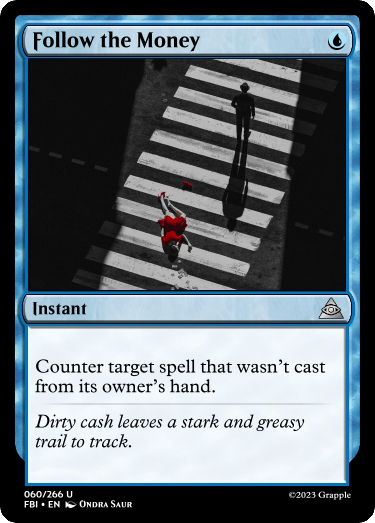 Follow the Money
Instant
Counter target spell that wasn't cast
from its owner's hand.
Dirty cash leaves a stark and greasy
trail to track.
060/266 U
FBI • EN Ondra Saur
©2023 Grapple